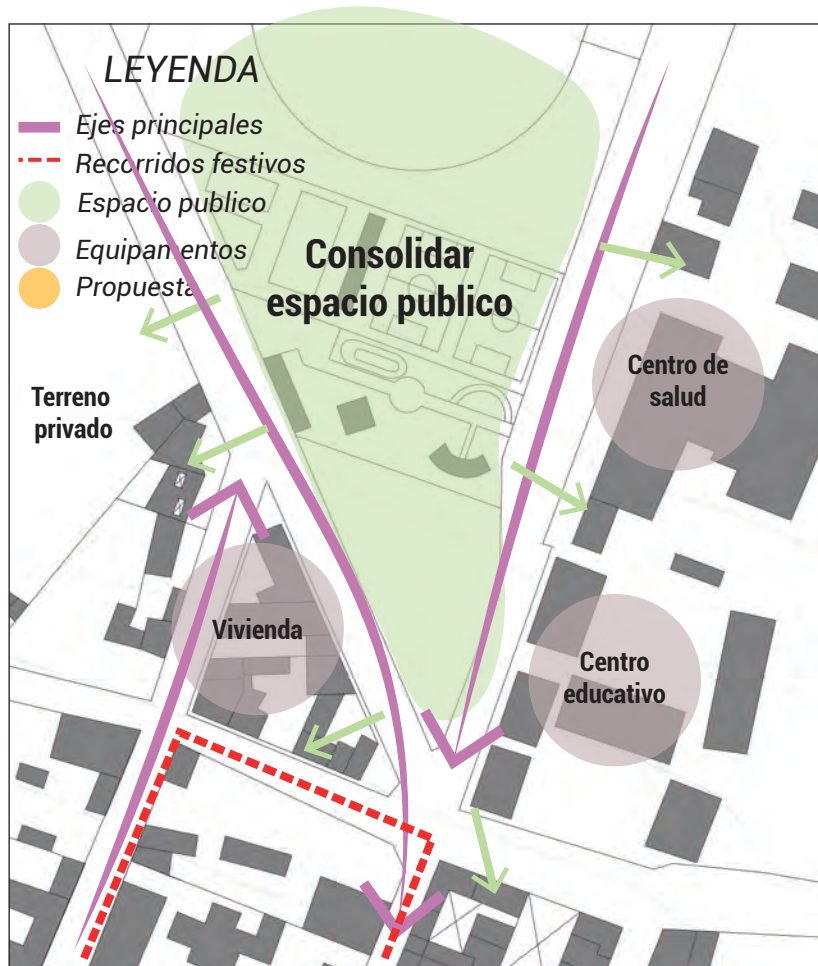 LEYENDA
Ejes principales
Recorridos festivos
Espacio publico
Equipamentos
Propuesta
Consolidar
espacio publico
Centro de
salud
Terreno
privado
Vivienda
Centro
educativo